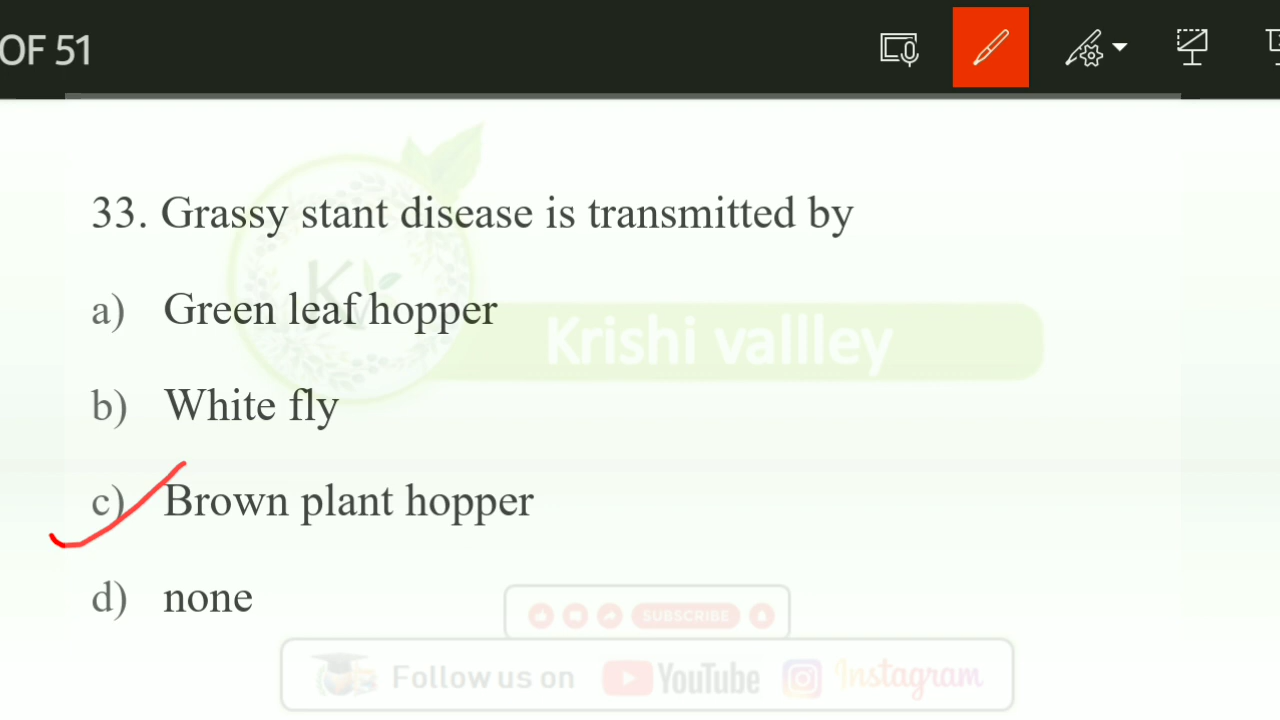 OF 51
33. Grassy stant disease is transmitted by
a) Green leaf hopper
Krishi vallley
b) White fly
c) Brown plant hopper
d) none
SUBSCRIBE
Follow us on YouTube Instagram